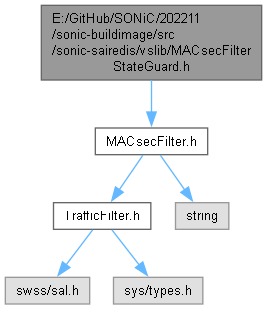 E:/GitHub/SONiC/202211
/sonic-buildimage/src
/sonic-sairedis/vslib/MACsecFilter
StateGuard.h
MACsecFilter.h
TrafficFilter.h
string
swss/sal.h
sys/types.h